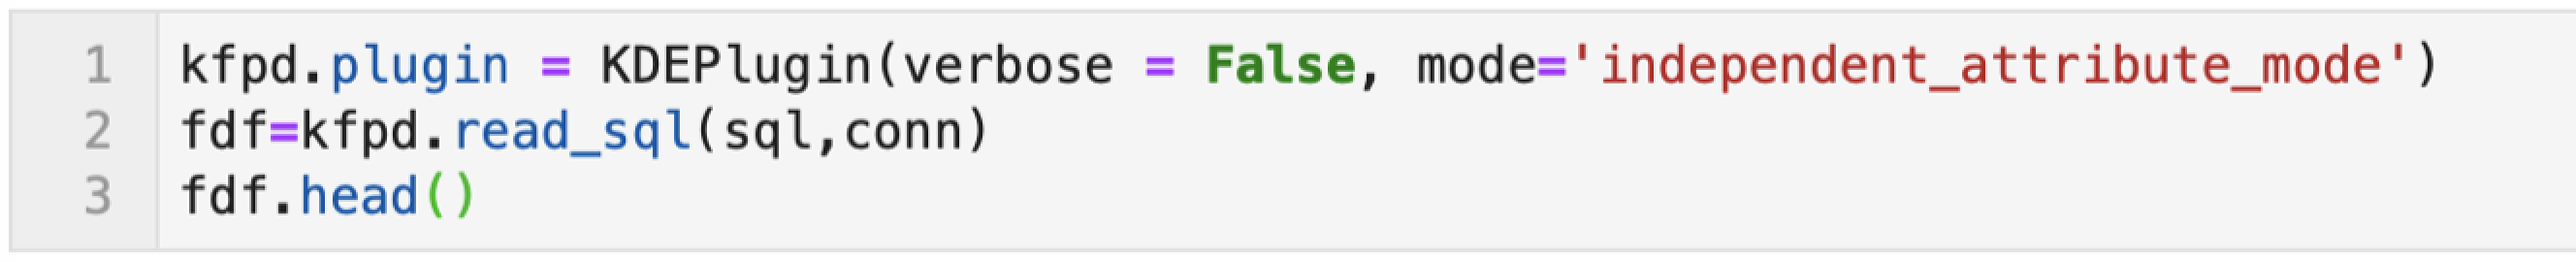 1 kfpd.plugin = KDEPlugin(verbose = False, mode='independent_attribute_mode')
2 fdf=kfpd.read_sql(sql,conn)
3 fdf.head()